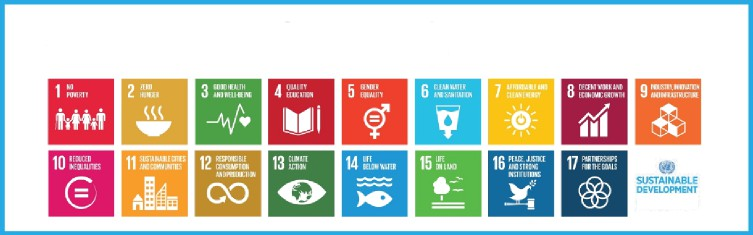 1 NO
POVERTY
2 ZERO
HUNGER
3 GOOD HEALTH
AND WELL-BEING
4 QUALITY
EDUCATION
5 GENDER
EQUALITY
6 CLEAN WATER
AND SANITATION
7 AFFORDABLE AND
CLEAN ENERGY
8 DECENT WORK AND
ECONOMIC GROWTH
9 INDUSTRY, INNOVATION
AND INFRASTRUCTURE
10 REDUCED
INEQUALITIES
11 SUSTAINABLE CITIES
AND COMMUNITIES
12 RESPONSIBLE
CONSUMPTION
AND PRODUCTION
13 CLIMATE
ACTION
14 LIFE
BELOW WATER
15 LIFE
ON LAND
16 PEACE, JUSTICE
AND STRONG
INSTITUTIONS
17 PARTNERSHIPS
FOR THE GOALS
SUSTAINABLE
DEVELOPMENT